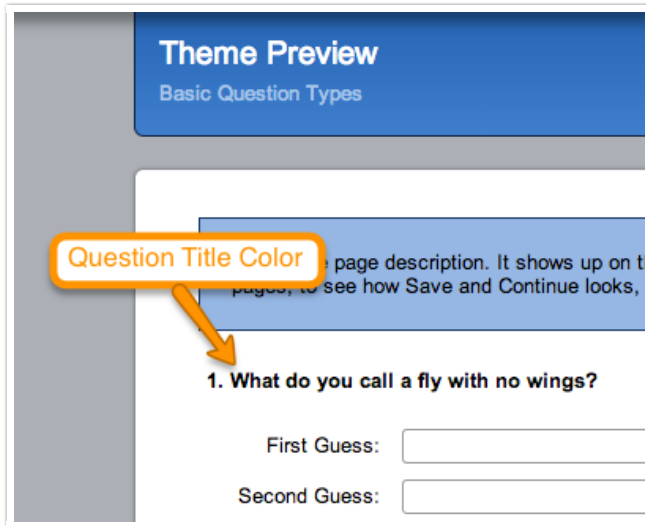 Theme Preview
Basic Question Types
Question Title Color
page description. It shows up on t
pages, to see how Save and Continue looks,
1. What do you call a fly with no wings?
First Guess:
Second Guess: